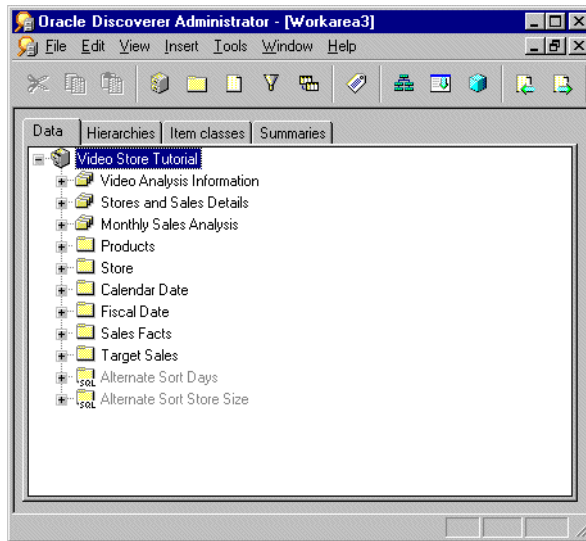 Oracle Discoverer Administrator - [Workarea3]
File Edit View Insert Tools Window Help
Data Hierarchies Item classes Summaries
Video Store Tutorial
Video Analysis Information
Stores and Sales Details
Monthly Sales Analysis
Products
Store
Calendar Date
Fiscal Date
Sales Facts
Target Sales
SQL Alternate Sort Days
SQL Alternate Sort Store Size